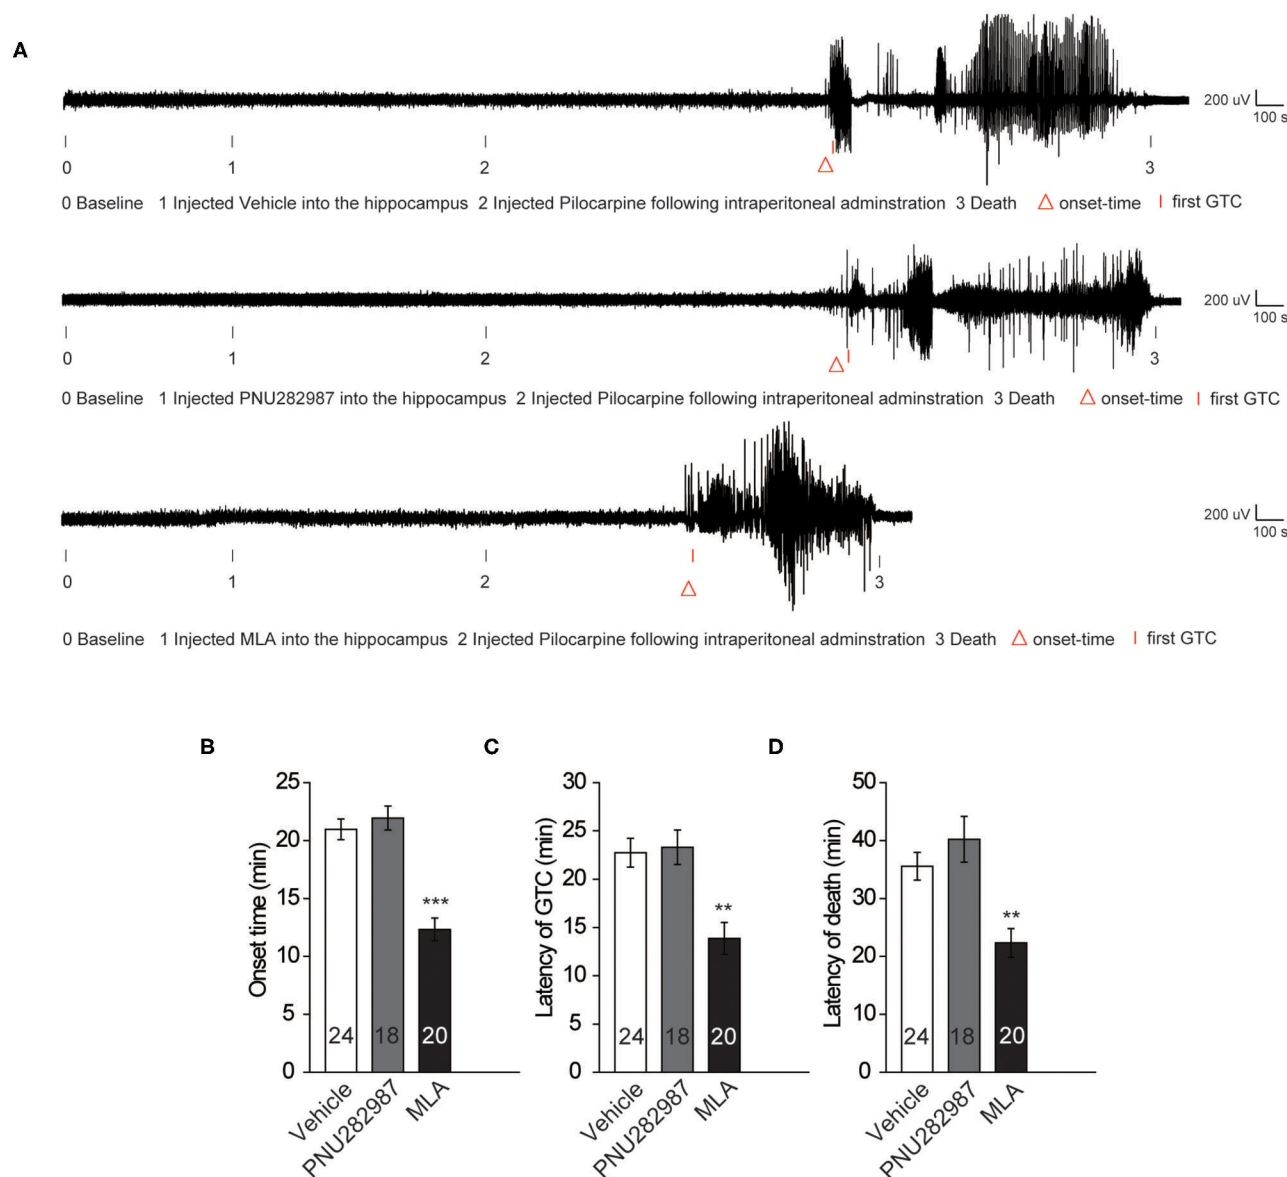 A
200 uV
100 s
0 1 2 3
0 Baseline 1 Injected Vehicle into the hippocampus 2 Injected Pilocarpine following intraperitoneal adminstration 3 Death △ onset-time | first GTC
200 uV
100 s
0 1 2 3
0 Baseline 1 Injected PNU282987 into the hippocampus 2 Injected Pilocarpine following intraperitoneal adminstration 3 Death △ onset-time | first GTC
200 uV
100 s
0 1 2 3
0 Baseline 1 Injected MLA into the hippocampus 2 Injected Pilocarpine following intraperitoneal adminstration 3 Death △ onset-time | first GTC
B
Onset time (min)
25
20
15
10
5
0
***
24 18 20
Vehicle
PNU282987
MLA
C
Latency of GTC (min)
30
25
20
15
10
5
0
**
24 18 20
Vehicle
PNU282987
MLA
D
Latency of death (min)
50
40
30
20
10
0
**
24 18 20
Vehicle
PNU282987
MLA